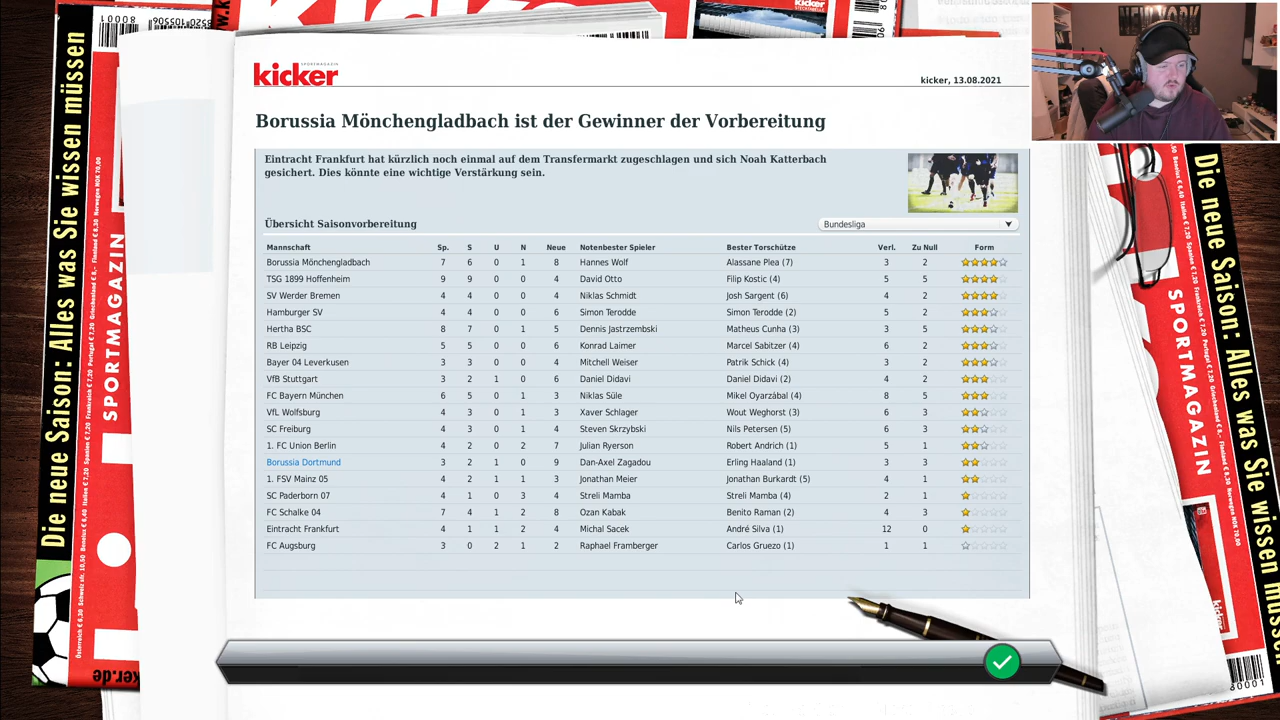 kicker
SPORTMAGAZIN
kicker, 13.08.2021
Borussia Mönchengladbach ist der Gewinner der Vorbereitung
Eintracht Frankfurt hat kürzlich noch einmal auf dem Transfermarkt zugeschlagen und sich Noah Katterbach
gesichert. Dies könnte eine wichtige Verstärkung sein.
Übersicht Saisonvorbereitung
Bundesliga
Mannschaft Sp. S U N Neue Notenbester Spieler Bester Torschütze Verl. Zu Null Form
Borussia Mönchengladbach 7 6 0 1 8 Hannes Wolf Alassane Plea (7) 3 2
TSG 1899 Hoffenheim 9 9 0 0 4 David Otto Filip Kostic (4) 5 5
SV Werder Bremen 4 4 0 0 4 Niklas Schmidt Josh Sargent (6) 4 2
Hamburger SV 4 4 0 0 6 Simon Terodde Simon Terodde (2) 5 2
Hertha BSC 8 7 0 1 5 Dennis Jastrzembski Matheus Cunha (3) 3 5
RB Leipzig 5 5 0 0 6 Konrad Laimer Marcel Sabitzer (4) 6 2
Bayer 04 Leverkusen 3 3 0 0 4 Mitchell Weiser Patrik Schick (4) 3 2
VfB Stuttgart 3 2 1 0 6 Daniel Didavi Daniel Didavi (2) 4 2
FC Bayern München 6 5 0 1 3 Niklas Süle Mikel Oyarzábal (4) 8 5
VfL Wolfsburg 4 3 0 1 3 Xaver Schlager Wout Weghorst (3) 6 3
SC Freiburg 4 3 0 1 4 Steven Skrzybski Nils Petersen (5) 6 3
1. FC Union Berlin 4 2 0 2 7 Julian Ryerson Robert Andrich (1) 5 1
Borussia Dortmund 3 2 1 0 9 Dan-Axel Zagadou Erling Haaland (1) 3 3
1. FSV Mainz 05 4 2 1 1 3 Jonathan Meier Jonathan Burkardt (5) 4 1
SC Paderborn 07 4 1 0 3 4 Streli Mamba Streli Mamba (4) 2 1
FC Schalke 04 7 4 1 2 8 Ozan Kabak Benito Raman (2) 4 3
Eintracht Frankfurt 4 1 1 2 4 Michal Sacek André Silva (1) 12 0
FC Augsburg 3 0 2 1 2 Raphael Framberger Carlos Gruezo (1) 1 1
Die neue Saison: Alles was Sie wissen müssen
SPORTMAGAZIN
Die neue Saison: Alles was Sie wissen müssen
SPORTMAGAZIN
kicker